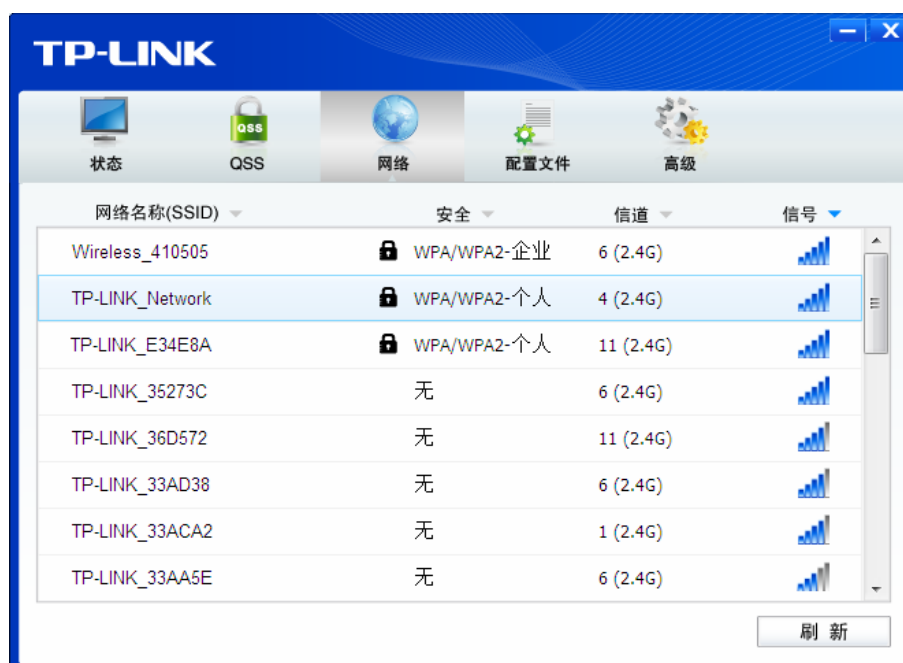 TP-LINK
QSS
状态 QSS 网络 配置文件 高级
网络名称(SSID) 安全 信道 信号
Wireless_410505 WPA/WPA2-企业 6 (2.4G)
TP-LINK_Network WPA/WPA2-个人 4 (2.4G)
TP-LINK_E34E8A WPA/WPA2-个人 11 (2.4G)
TP-LINK_35273C 无 6 (2.4G)
TP-LINK_36D572 无 11 (2.4G)
TP-LINK_33AD38 无 6 (2.4G)
TP-LINK_33ACA2 无 1 (2.4G)
TP-LINK_33AA5E 无 6 (2.4G)
刷 新